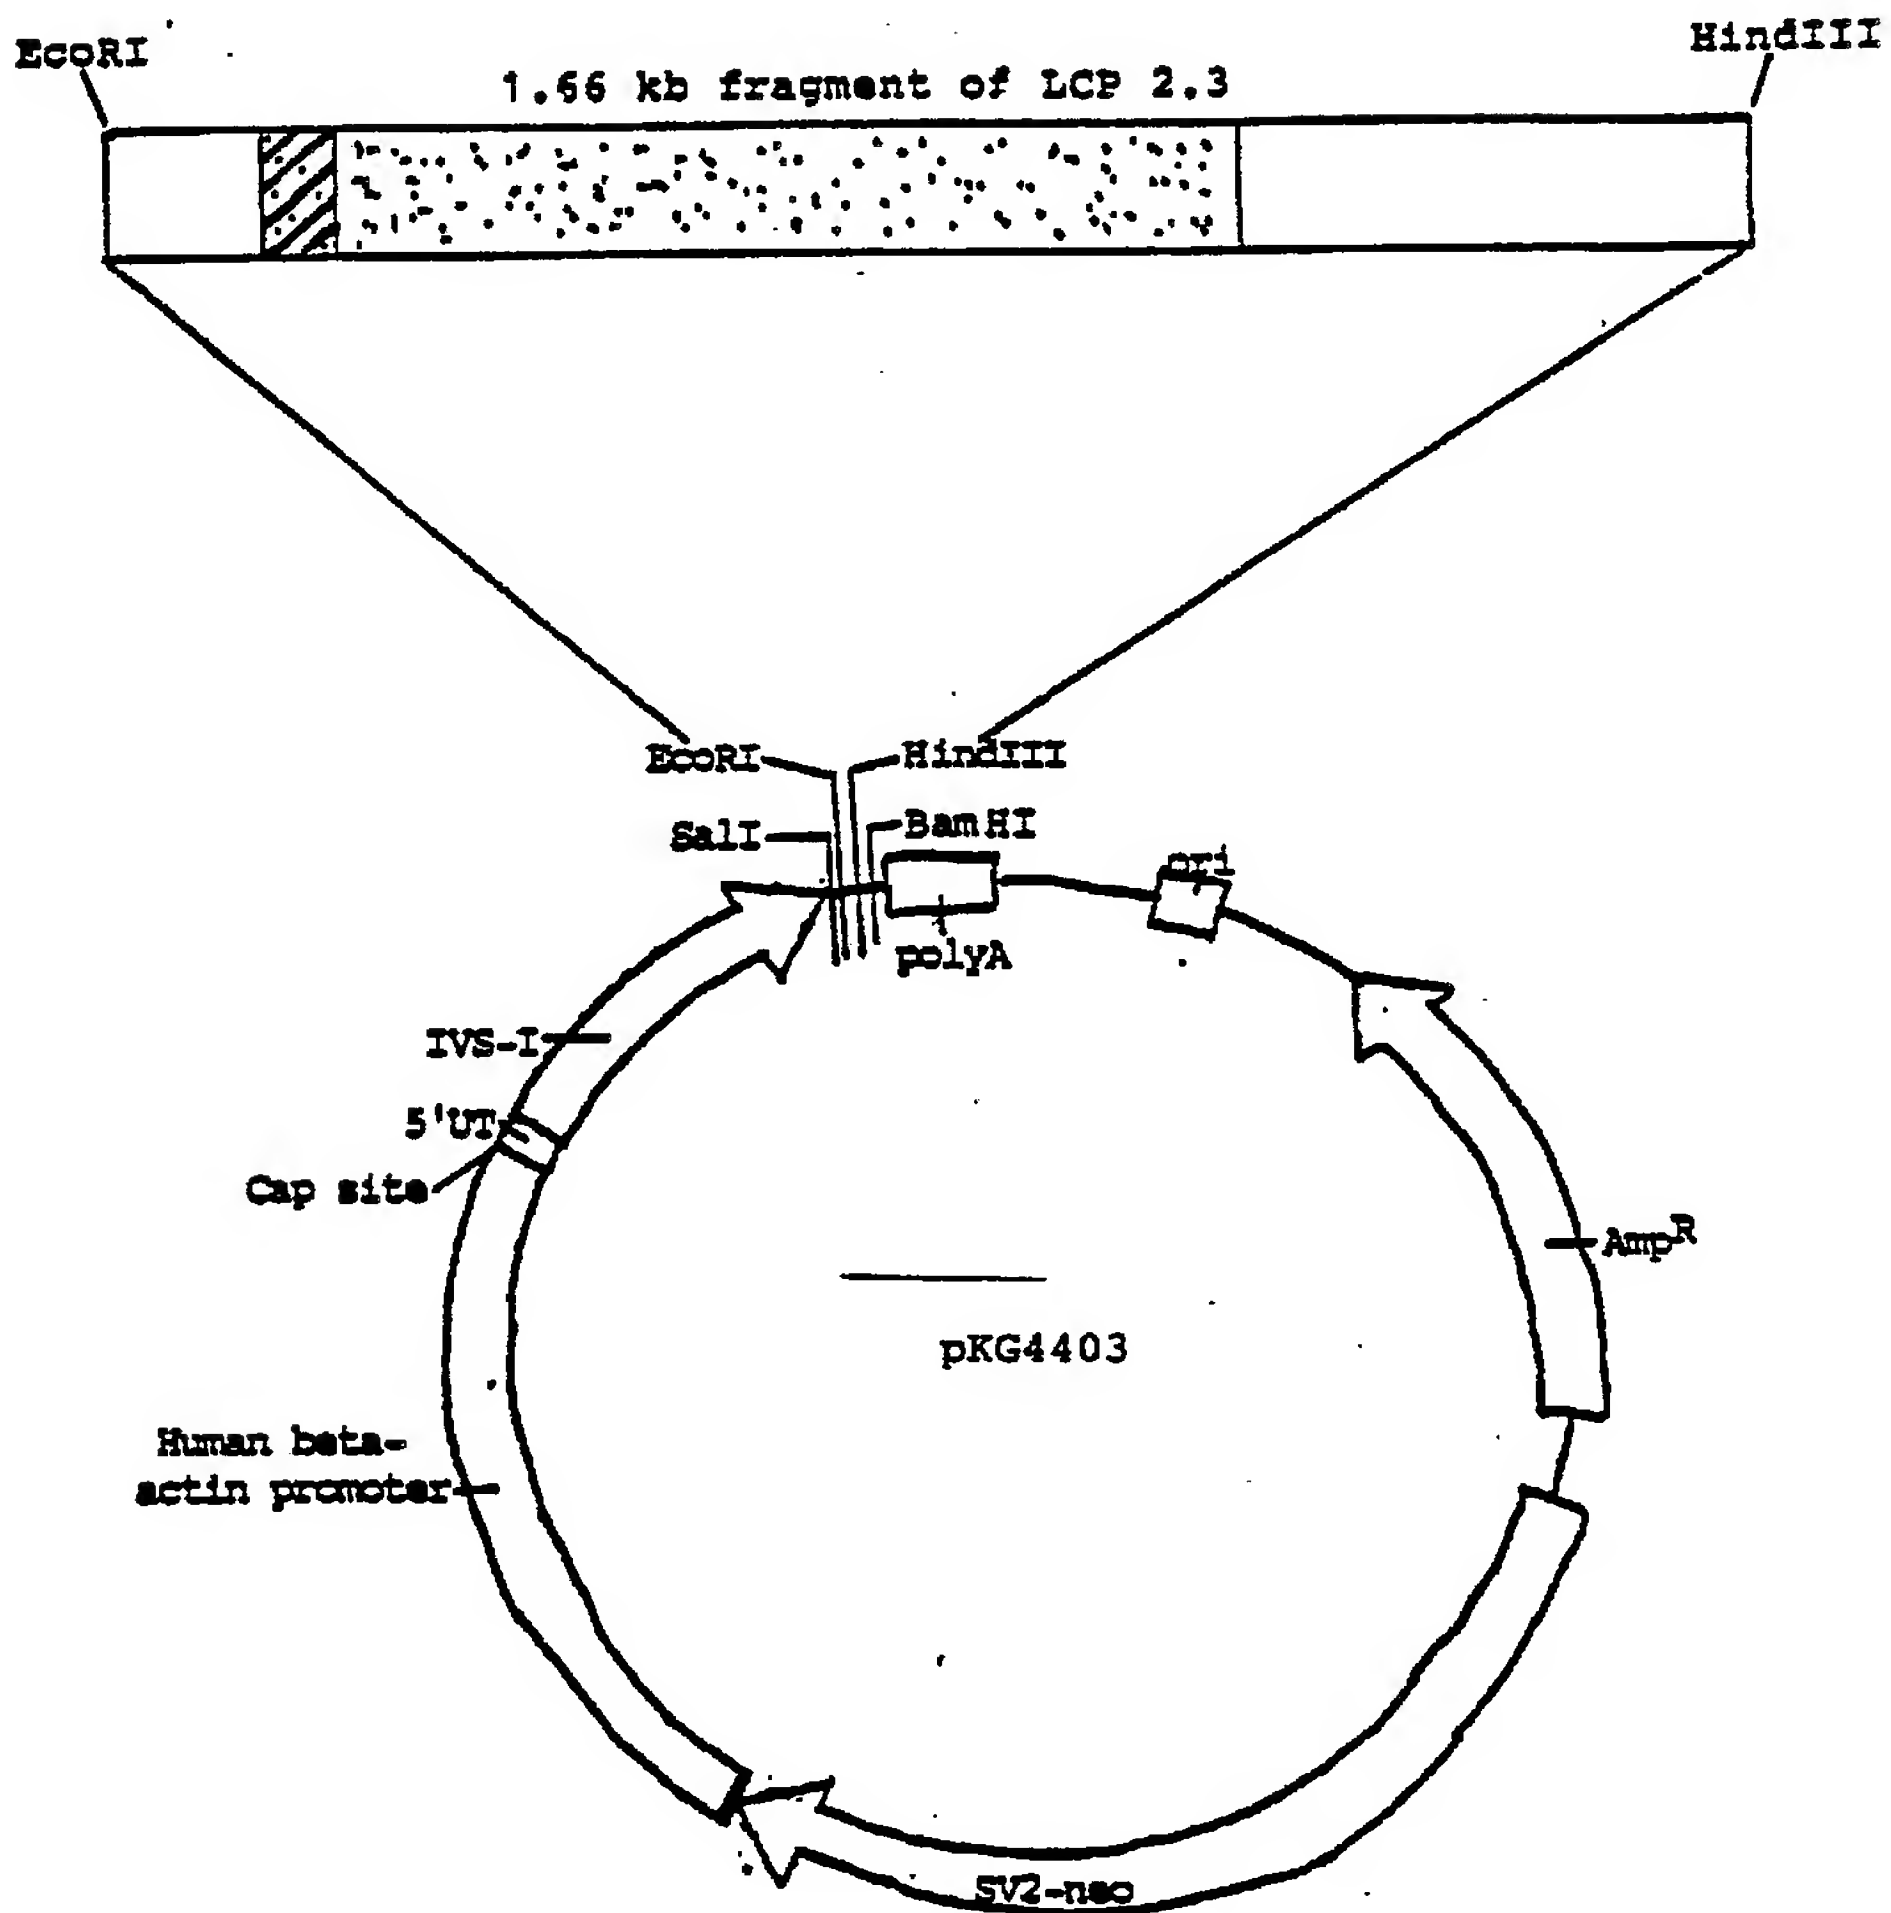 EcoRI
HindIII
1.66 kb fragment of LCP 2.3
EcoRI
HindIII
SalI
BamHI
ori
polyA
IVS-I
5'UT
Cap site
AmpR
pKG4403
Human beta-
actin promoter
SV2-neo